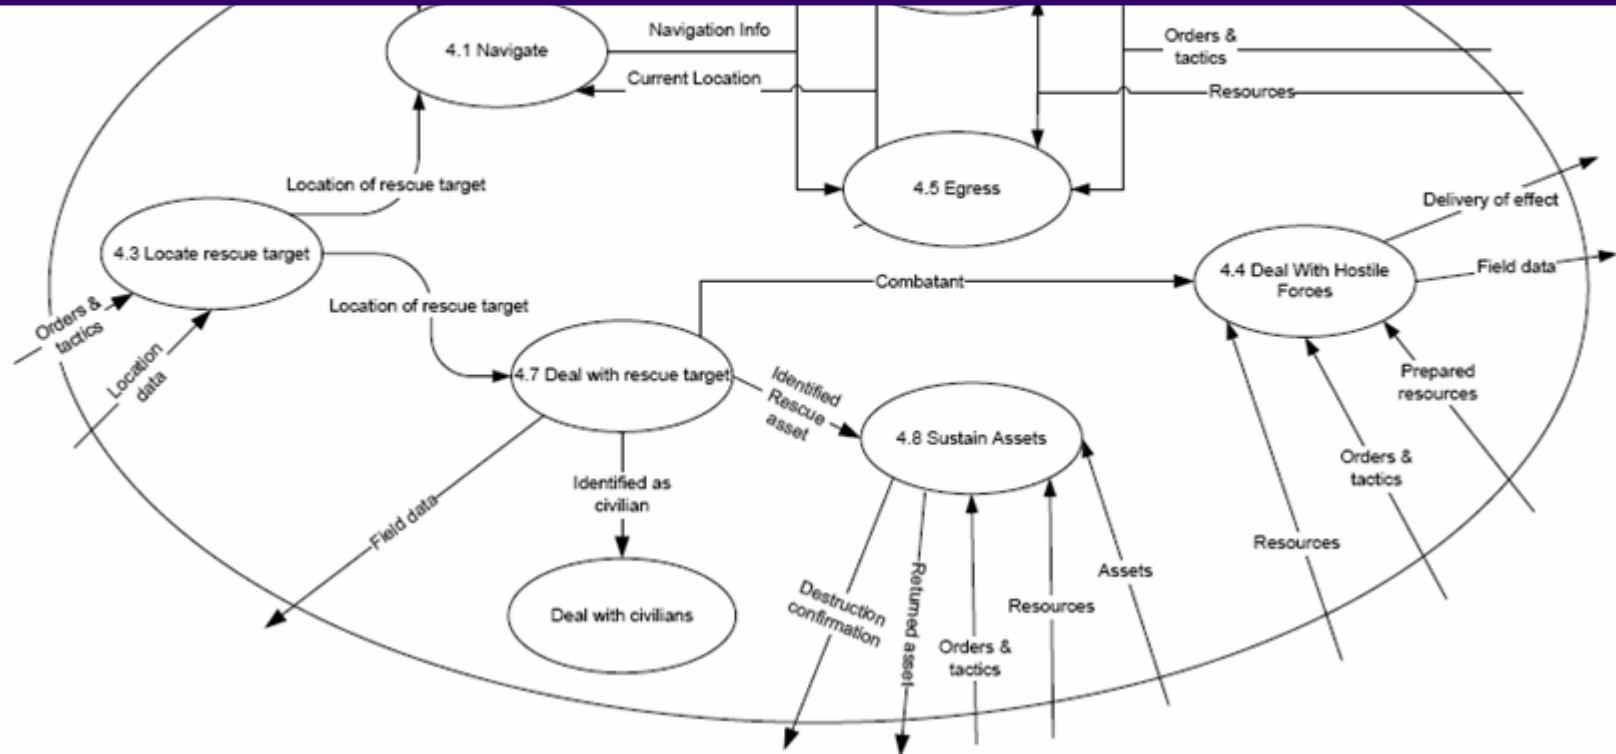 4.1 Navigate
Navigation Info
Current Location
Orders &
tactics
Resources
Location of rescue target
4.5 Egress
Delivery of effect
4.3 Locate rescue target
4.4 Deal With Hostile
Forces
Field data
Combatant
Location of rescue target
Orders &
tactics
Location
data
4.7 Deal with rescue target
Identified
Rescue
asset
Prepared
resources
4.8 Sustain Assets
Orders &
tactics
Identified as
civilian
Field data
Resources
Assets
Destruction
confirmation
Returned asset
Resources
Deal with civilians
Orders &
tactics